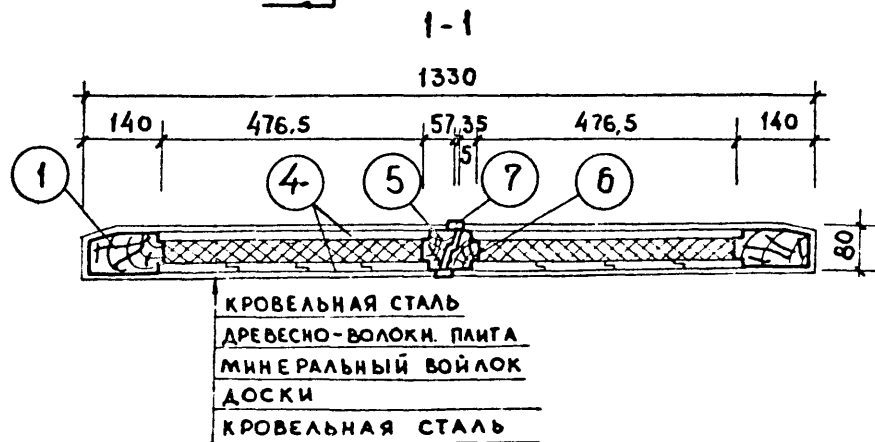 1-1
1330
140 476,5 57,35 476,5 140
5
1 4 5 7 6
80
КРОВЕЛЬНАЯ СТАЛЬ
ДРЕВЕСНО-ВОЛОКН. ПЛИТА
МИНЕРАЛЬНЫЙ ВОЙЛОК
ДОСКИ
КРОВЕЛЬНАЯ СТАЛЬ